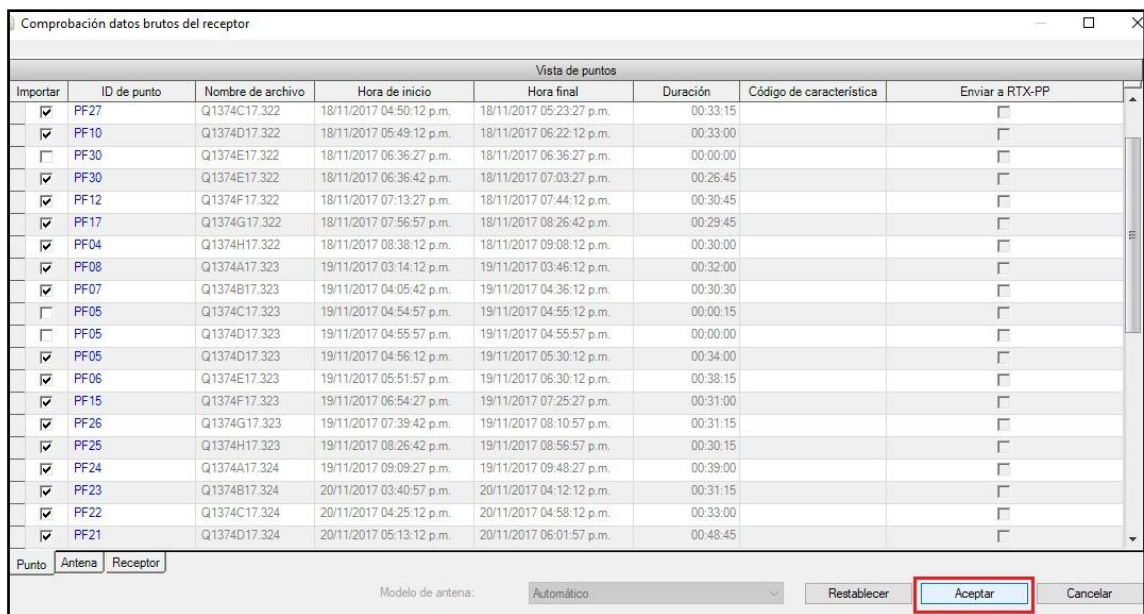 Comprobación datos brutos del receptor
Vista de puntos
Importar ID de punto Nombre de archivo Hora de inicio Hora final Duración Código de característica Enviar a RTX-PP
PF27 Q1374C17.322 18/11/2017 04:50:12 p.m. 18/11/2017 05:23:27 p.m. 00:33:15
PF10 Q1374D17.322 18/11/2017 05:49:12 p.m. 18/11/2017 06:22:12 p.m. 00:33:00
PF30 Q1374E17.322 18/11/2017 06:36:27 p.m. 18/11/2017 06:36:27 p.m. 00:00:00
PF30 Q1374E17.322 18/11/2017 06:36:42 p.m. 18/11/2017 07:03:27 p.m. 00:26:45
PF12 Q1374F17.322 18/11/2017 07:13:27 p.m. 18/11/2017 07:44:12 p.m. 00:30:45
PF17 Q1374G17.322 18/11/2017 07:56:57 p.m. 18/11/2017 08:26:42 p.m. 00:29:45
PF04 Q1374H17.322 18/11/2017 08:38:12 p.m. 18/11/2017 09:08:12 p.m. 00:30:00
PF08 Q1374A17.323 19/11/2017 03:14:12 p.m. 19/11/2017 03:46:12 p.m. 00:32:00
PF07 Q1374B17.323 19/11/2017 04:05:42 p.m. 19/11/2017 04:36:12 p.m. 00:30:30
PF05 Q1374C17.323 19/11/2017 04:54:57 p.m. 19/11/2017 04:55:12 p.m. 00:00:15
PF05 Q1374D17.323 19/11/2017 04:55:57 p.m. 19/11/2017 04:55:57 p.m. 00:00:00
PF05 Q1374D17.323 19/11/2017 04:56:12 p.m. 19/11/2017 05:30:12 p.m. 00:34:00
PF06 Q1374E17.323 19/11/2017 05:51:57 p.m. 19/11/2017 06:30:12 p.m. 00:38:15
PF15 Q1374F17.323 19/11/2017 06:54:27 p.m. 19/11/2017 07:25:27 p.m. 00:31:00
PF26 Q1374G17.323 19/11/2017 07:39:42 p.m. 19/11/2017 08:10:57 p.m. 00:31:15
PF25 Q1374H17.323 19/11/2017 08:26:42 p.m. 19/11/2017 08:56:57 p.m. 00:30:15
PF24 Q1374A17.324 19/11/2017 09:09:27 p.m. 19/11/2017 09:48:27 p.m. 00:39:00
PF23 Q1374B17.324 20/11/2017 03:40:57 p.m. 20/11/2017 04:12:12 p.m. 00:31:15
PF22 Q1374C17.324 20/11/2017 04:25:12 p.m. 20/11/2017 04:58:12 p.m. 00:33:00
PF21 Q1374D17.324 20/11/2017 05:13:12 p.m. 20/11/2017 06:01:57 p.m. 00:48:45
Punto Antena Receptor
Modelo de antena: Automático Restablecer Aceptar Cancelar